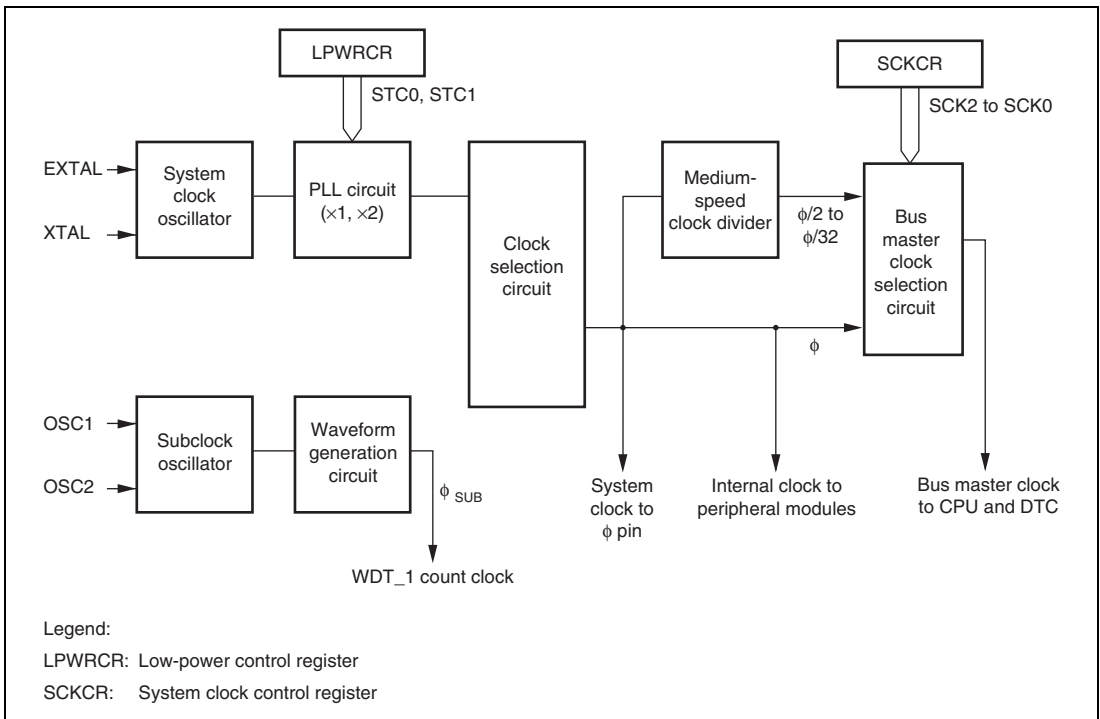 LPWRCR
STC0, STC1
SCKCR
SCK2 to SCK0
EXTAL
XTAL
System
clock
oscillator
PLL circuit
(×1, ×2)
Clock
selection
circuit
Medium-
speed
clock divider
ϕ/2 to
ϕ/32
Bus
master
clock
selection
circuit
ϕ
OSC1
OSC2
Subclock
oscillator
Waveform
generation
circuit
ϕ SUB
WDT_1 count clock
System
clock to
ϕ pin
Internal clock to
peripheral modules
Bus master clock
to CPU and DTC
Legend:
LPWRCR: Low-power control register
SCKCR: System clock control register